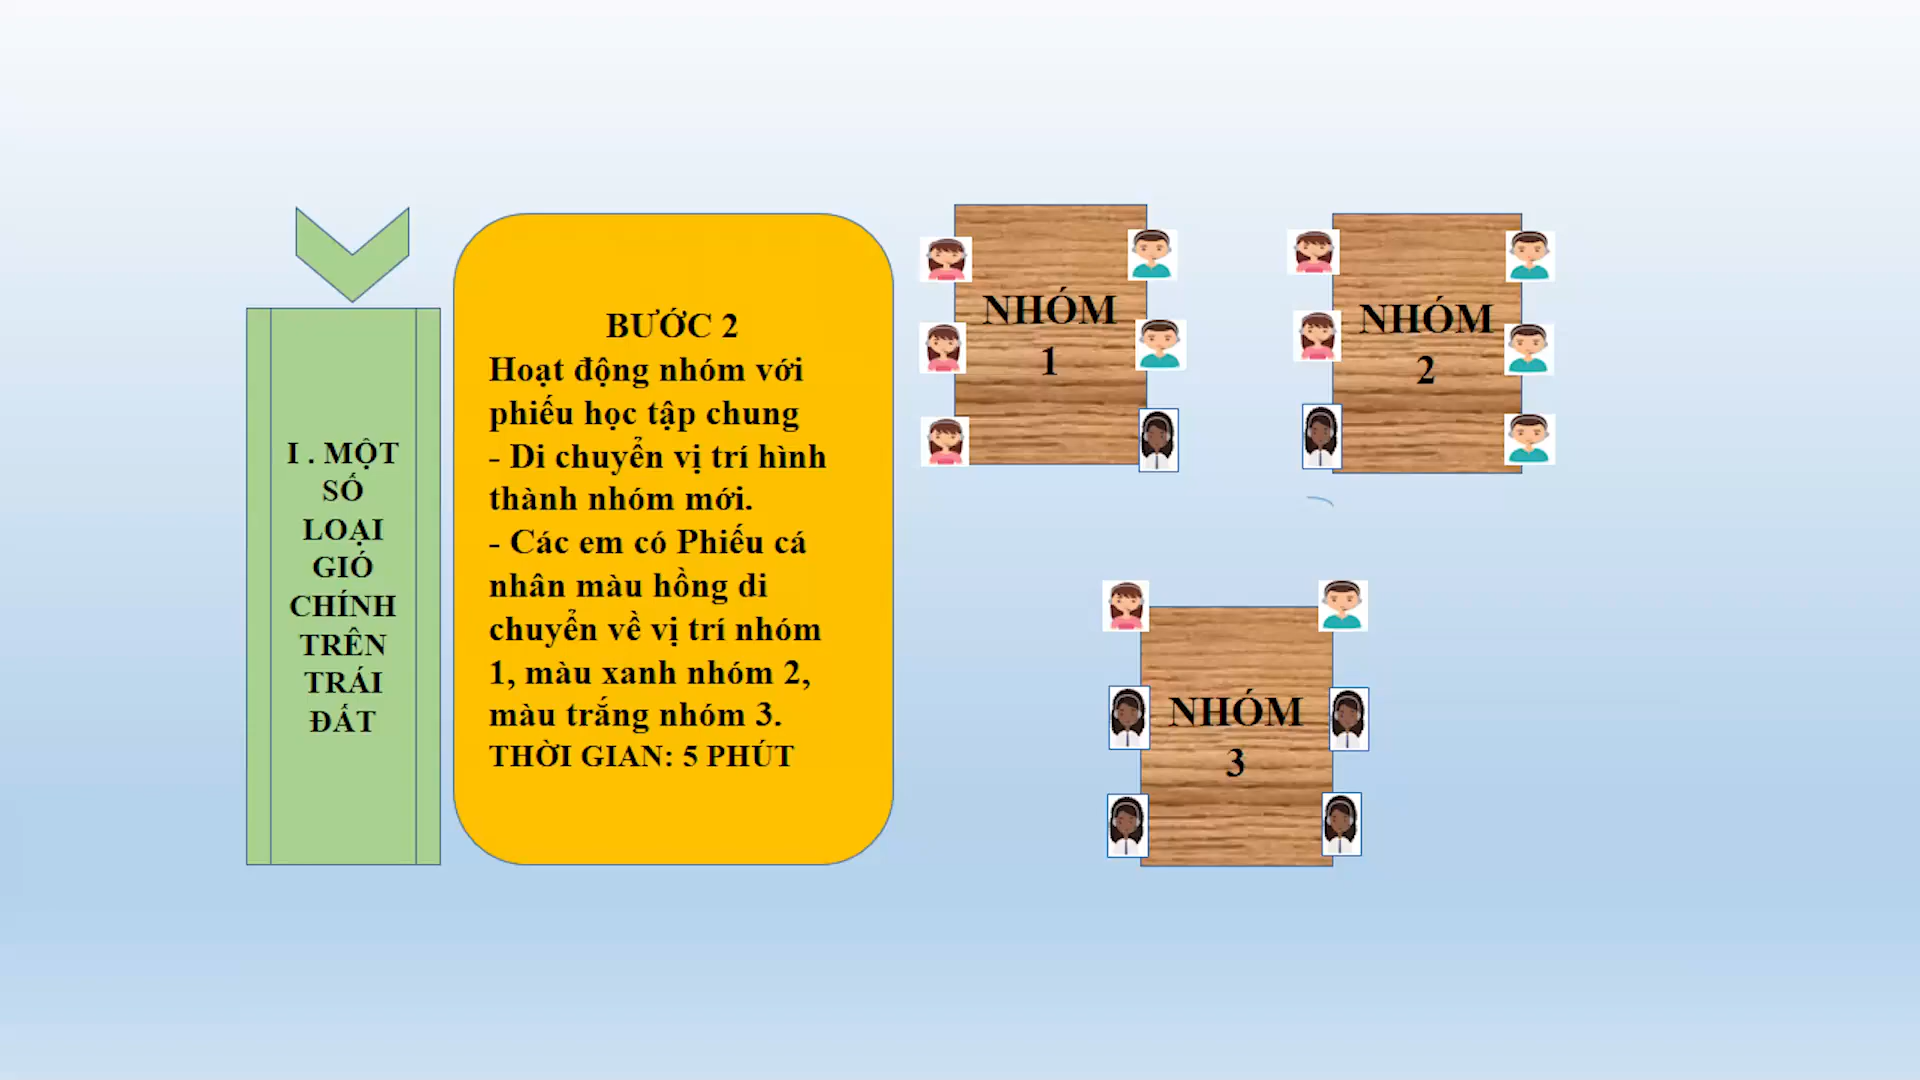 I . MỘT
SỐ
LOẠI
GIÓ
CHÍNH
TRÊN
TRÁI
ĐẤT
BƯỚC 2
Hoạt động nhóm với
phiếu học tập chung
- Di chuyển vị trí hình
thành nhóm mới.
- Các em có Phiếu cá
nhân màu hồng di
chuyển về vị trí nhóm
1, màu xanh nhóm 2,
màu trắng nhóm 3.
THỜI GIAN: 5 PHÚT
NHÓM
1
NHÓM
2
NHÓM
3